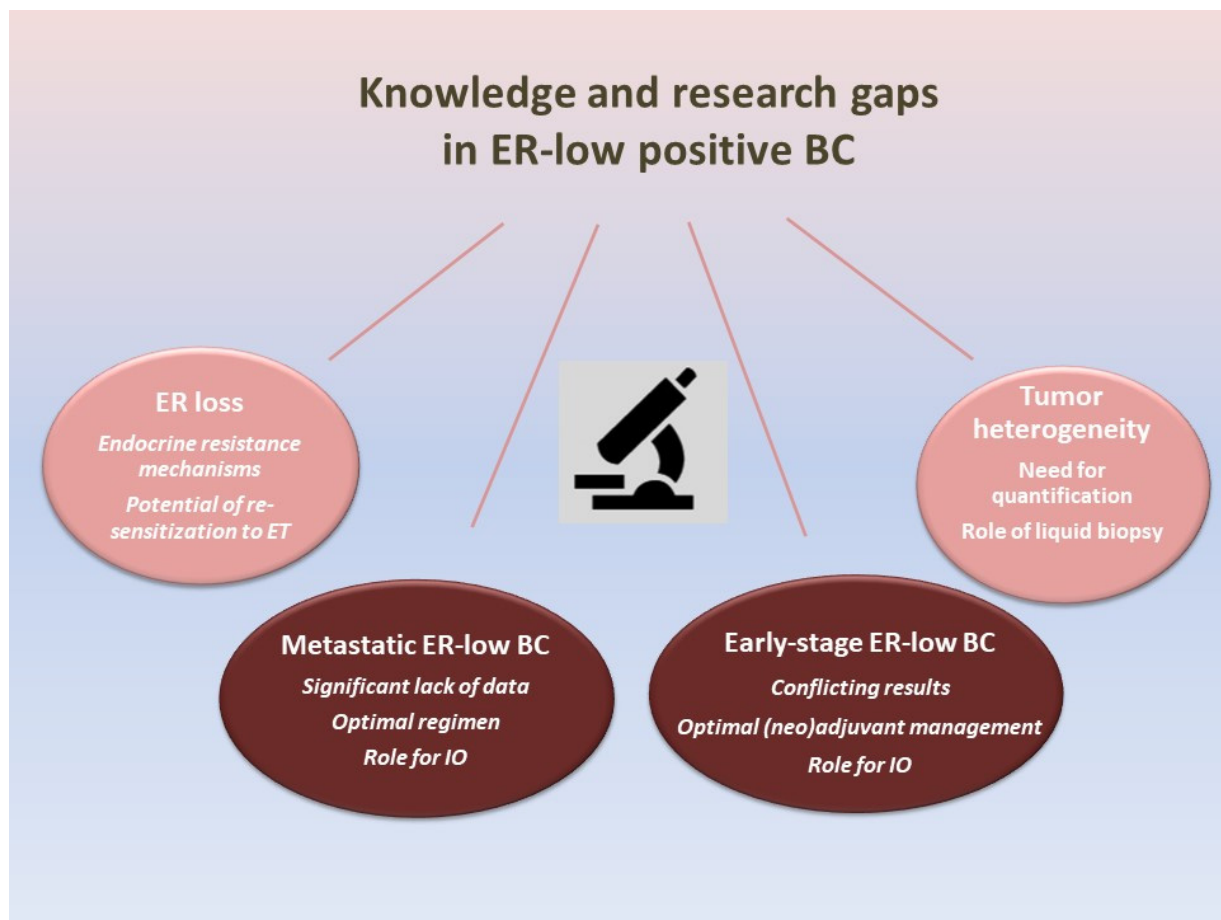 Knowledge and research gaps
in ER-low positive BC
ER loss
Endocrine resistance
mechanisms
Potential of re-
sensitization to ET
Tumor
heterogeneity
Need for
quantification
Role of liquid biopsy
Metastatic ER-low BC
Significant lack of data
Optimal regimen
Role for IO
Early-stage ER-low BC
Conflicting results
Optimal (neo)adjuvant management
Role for IO